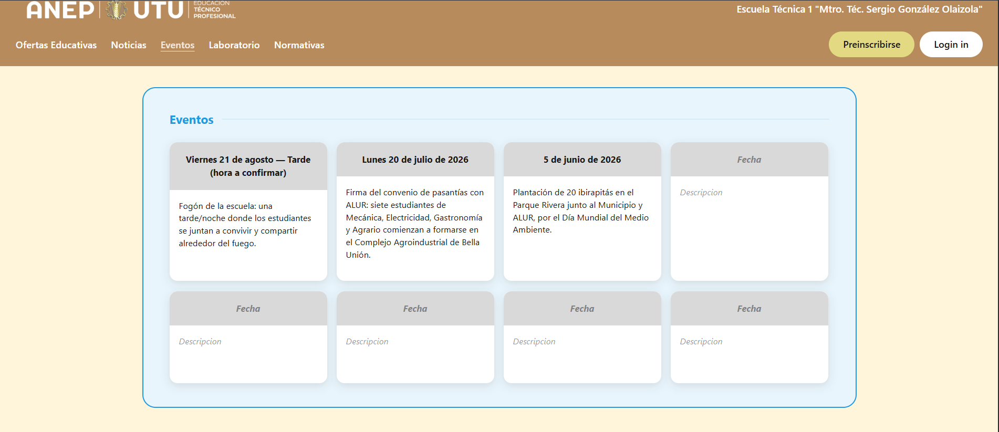 ANEP UTU EDUCACIÓN
TÉCNICO
PROFESIONAL
Escuela Técnica 1 "Mtro. Téc. Sergio González Olaizola"
Ofertas Educativas Noticias Eventos Laboratorio Normativas
Preinscribirse Login in
Eventos
Viernes 21 de agosto — Tarde
(hora a confirmar)
Fogón de la escuela: una
tarde/noche donde los estudiantes
se juntan a convivir y compartir
alrededor del fuego.
Lunes 20 de julio de 2026
Firma del convenio de pasantías con
ALUR: siete estudiantes de
Mecánica, Electricidad, Gastronomía
y Agrario comienzan a formarse en
el Complejo Agroindustrial de Bella
Unión.
5 de junio de 2026
Plantación de 20 ibirapitás en el
Parque Rivera junto al Municipio y
ALUR, por el Día Mundial del Medio
Ambiente.
Fecha
Descripcion
Fecha
Descripcion
Fecha
Descripcion
Fecha
Descripcion
Fecha
Descripcion